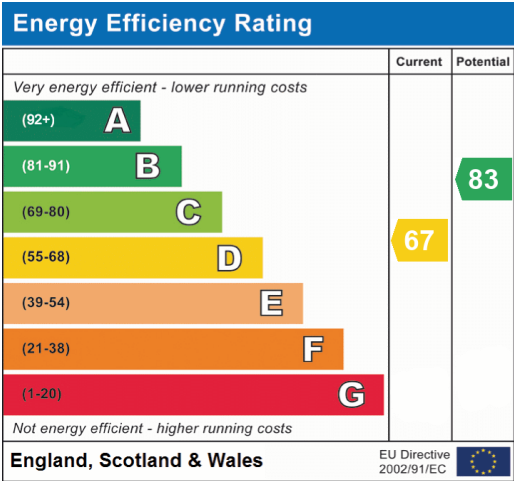 Energy Efficiency Rating
Current Potential
Very energy efficient - lower running costs
(92+) A
(81-91) B
83
(69-80) C
67
(55-68) D
(39-54) E
(21-38) F
(1-20) G
Not energy efficient - higher running costs
England, Scotland & Wales
EU Directive
2002/91/EC